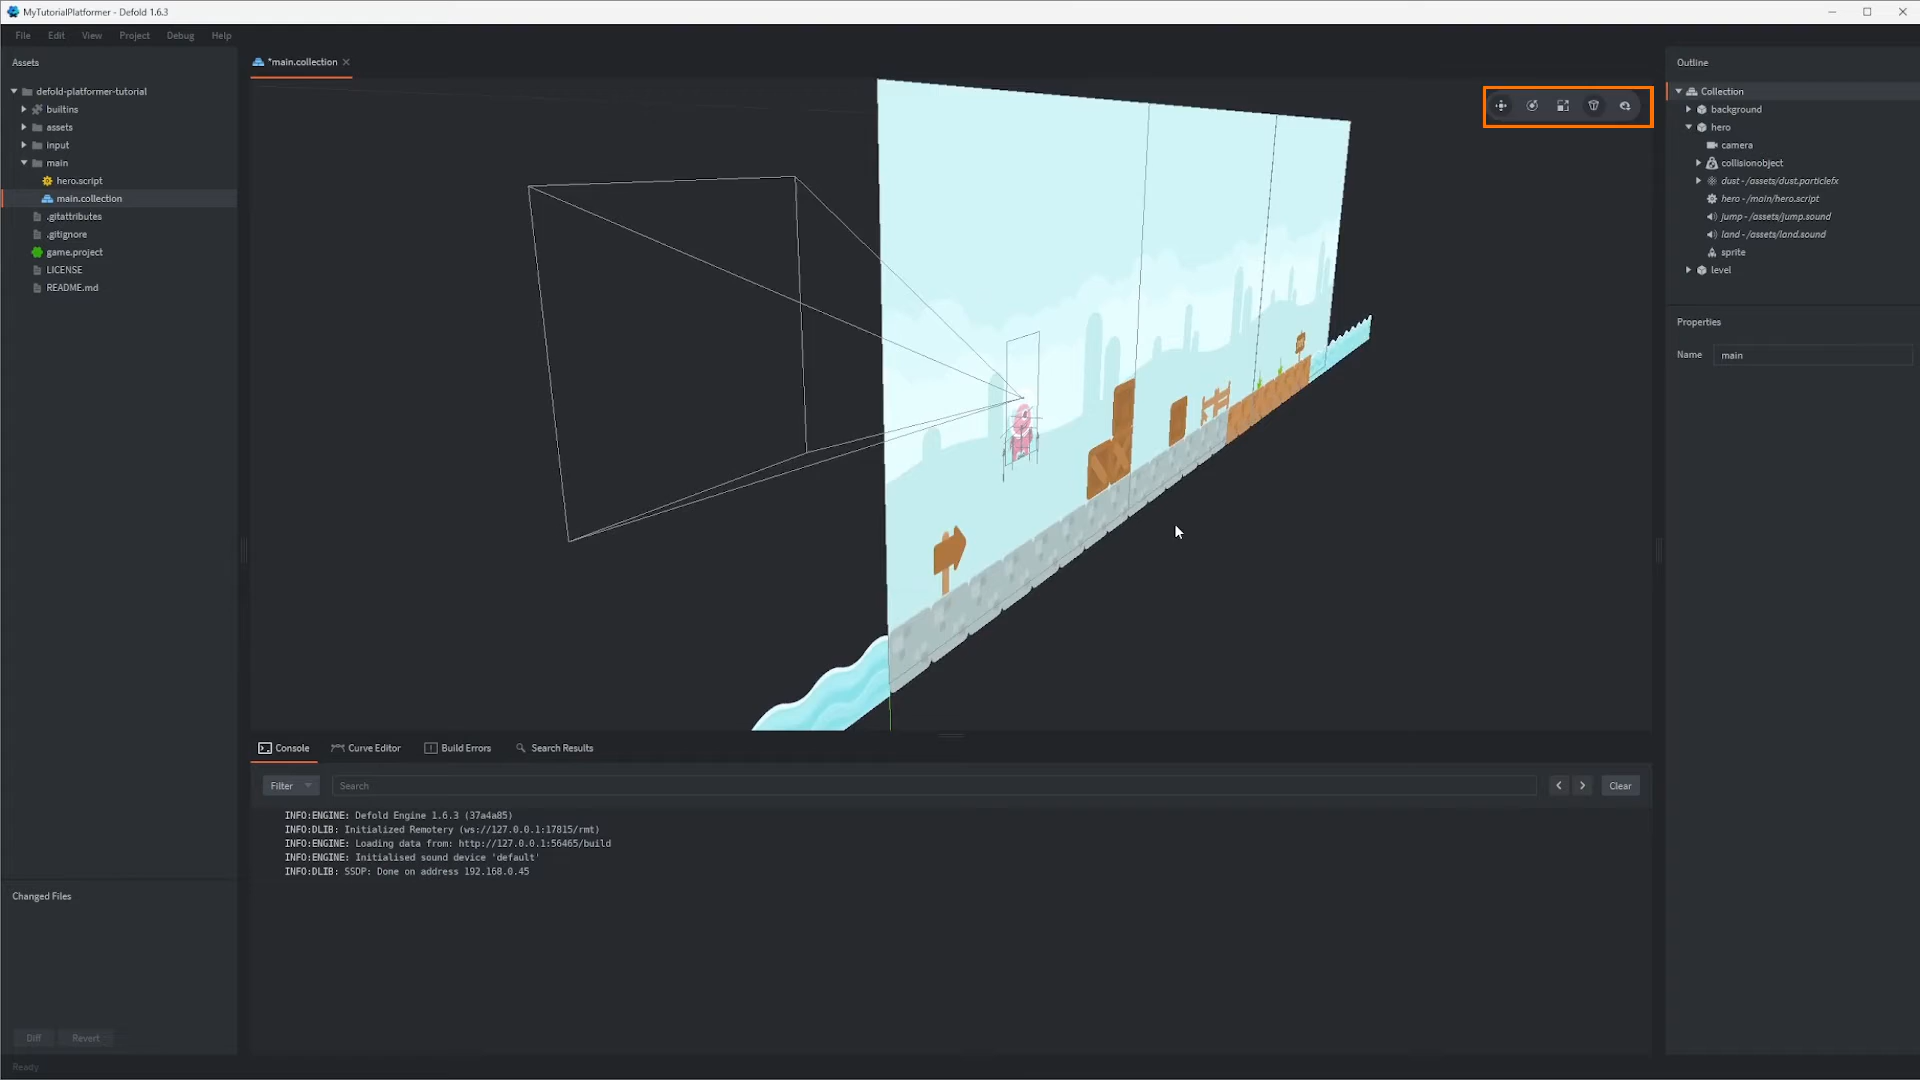 MyTutorialPlatformer - Defold 1.6.3
File Edit View Project Debug Help
Assets
defold-platformer-tutorial
builtins
assets
input
main
hero.script
main.collection
.gitattributes
.gitignore
game.project
LICENSE
README.md
Changed Files
Diff Revert
Ready
*main.collection
Console Curve Editor Build Errors Search Results
Filter Search Clear
INFO:ENGINE: Defold Engine 1.6.3 (37a4a85)
INFO:DLIB: Initialized Remotery (ws://127.0.0.1:17815/rmt)
INFO:ENGINE: Loading data from: http://127.0.0.1:56465/build
INFO:ENGINE: Initialised sound device 'default'
INFO:DLIB: SSDP: Done on address 192.168.0.45
Outline
Collection
background
hero
camera
collisionobject
dust - /assets/dust.particlefx
hero - /main/hero.script
jump - /assets/jump.sound
land - /assets/land.sound
sprite
level
Properties
Name main